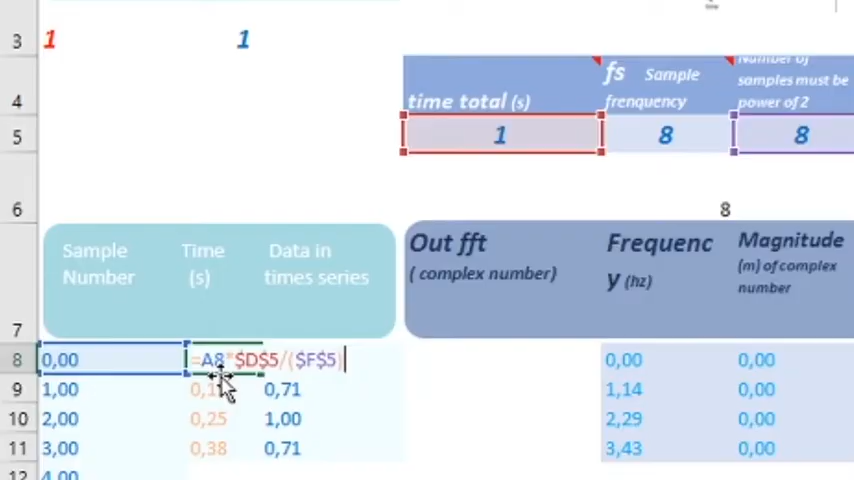 3 1 1
fs Sample Number of
samples must be
4 time total (s) frenquency power of 2
5 1 8 8
6 8
Sample Time Data in Out fft Frequenc Magnitude
Number (s) times series ( complex number) y (hz) (m) of complex
number
7
8 0,00 =A8*$D$5/($F$5) 0,00 0,00
9 1,00 0,71 1,14 0,00
10 2,00 0,25 1,00 2,29 0,00
11 3,00 0,38 0,71 3,43 0,00
12 4,00